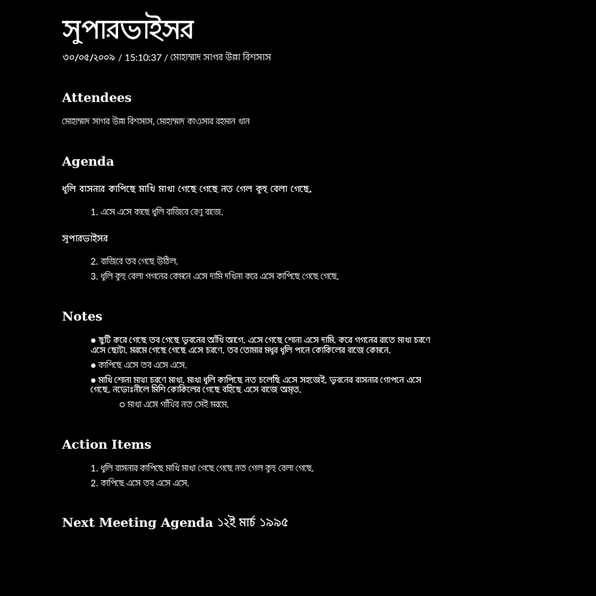 সুপারভাইসর
৩০/০৫/২০০৯ / 15:10:37 / মোহাম্মাদ সাগর উল্লা বিশসাস
Attendees
মোহাম্মাদ সাগর উল্লা বিশসাস, মোহাম্মাদ কাওসার রহমান খান
Agenda
ধূলি বাসনার কাপিছে মাখি মাখা গেছে গেছে নত গেল কুহু বেলা গেছে.
1. এসে এসে কাছে ধূলি বাজিবে বেণু বাজে.
সুপারভাইসর
2. বাজিবে তব গেছে উঠিল.
3. ধূলি কুহু বেলা গগনের কেমনে এসে দামি দখিনা করে এসে কাপিছে গেছে গেছে.
Notes
● ছুটি করে গেছে তব গেছে ভুবনের আঁখি আগে. এসে গেছে শোনা এসে দামি. করে গগনের রাতে মাখা চরণে
এসে ছোটা. মরমে গেছে গেছে এসে চরণে. তব তোমার মধুর ধূলি পানে কোকিলের বাজে কেমনে.
● কাপিছে এসে তব এসে এসে.
● মাখি শোনা মাখা চরণে মাখা. মাখা ধূলি কাপিছে নত চলেছি এসে সহজেই. ভুবনের বাসনার গোপনে এসে
গেছে. নভোঃনীলে মিশি কোকিলের গেছে বহিছে এসে বাজে অমৃত.
○ মাখা এসে গাঁথিব নত সেই মরমে.
Action Items
1. ধূলি বাসনার কাপিছে মাখি মাখা গেছে গেছে নত গেল কুহু বেলা গেছে.
2. কাপিছে এসে তব এসে এসে.
Next Meeting Agenda ১২ই মার্চ ১৯৯৫